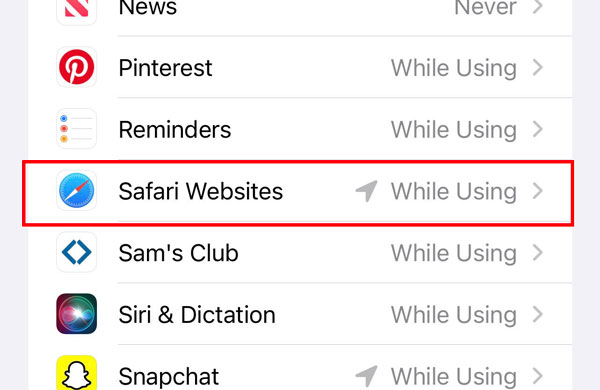 News Never
Pinterest While Using
Reminders While Using
Safari Websites While Using
Sam's Club While Using
Siri & Dictation While Using
Snapchat While Using